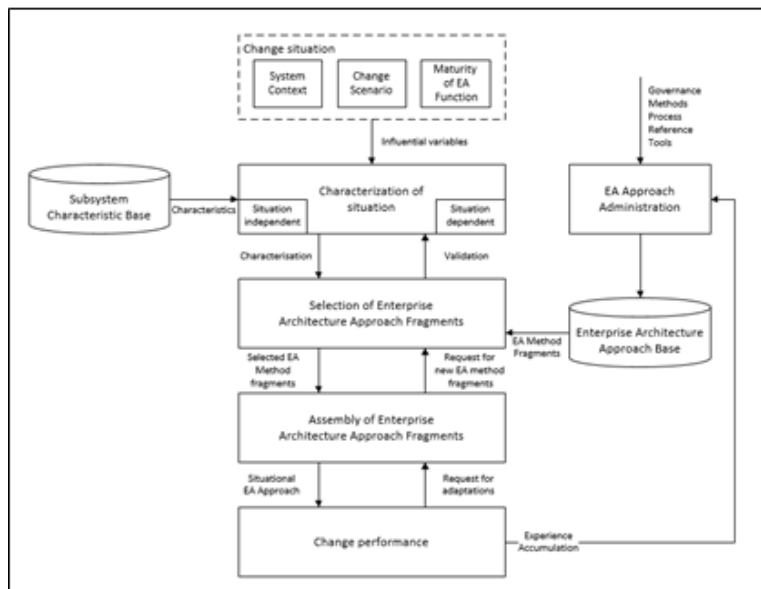 Change situation
System
Context
Change
Scenario
Maturity
of EA
Function
Governance
Methods
Process
Reference
Tools
Influential variables
Subsystem
Characteristic Base
Characteristics
Characterization of
situation
Situation
independent
Situation
dependent
EA Approach
Administration
Characterisation
Validation
Selection of Enterprise
Architecture Approach Fragments
EA Method
Fragments
Enterprise Architecture
Approach Base
Selected EA
Method
fragments
Request for
new EA method
fragments
Assembly of Enterprise
Architecture Approach Fragments
Situational
EA Approach
Request for
adaptations
Change performance
Experience
Accumulation